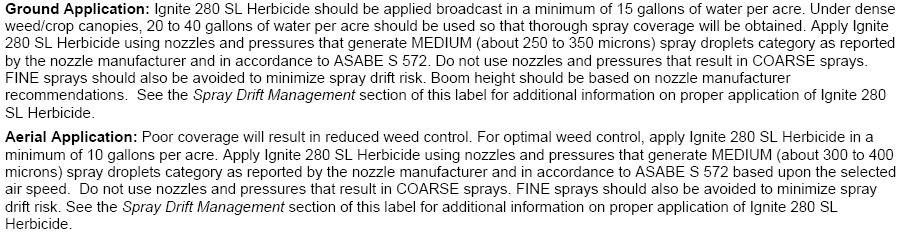 Ground Application: Ignite 280 SL Herbicide should be applied broadcast in a minimum of 15 gallons of water per acre. Under dense
weed/crop canopies, 20 to 40 gallons of water per acre should be used so that thorough spray coverage will be obtained. Apply Ignite
280 SL Herbicide using nozzles and pressures that generate MEDIUM (about 250 to 350 microns) spray droplets category as reported
by the nozzle manufacturer and in accordance to ASABE S 572. Do not use nozzles and pressures that result in COARSE sprays.
FINE sprays should also be avoided to minimize spray drift risk. Boom height should be based on nozzle manufacturer
recommendations.  See the Spray Drift Management section of this label for additional information on proper application of Ignite 280
SL Herbicide.
Aerial Application: Poor coverage will result in reduced weed control. For optimal weed control, apply Ignite 280 SL Herbicide in a
minimum of 10 gallons per acre. Apply Ignite 280 SL Herbicide using nozzles and pressures that generate MEDIUM (about 300 to 400
microns) spray droplets category as reported by the nozzle manufacturer and in accordance to ASABE S 572 based upon the selected
air speed.  Do not use nozzles and pressures that result in COARSE sprays. FINE sprays should also be avoided to minimize spray
drift risk. See the Spray Drift Management section of this label for additional information on proper application of Ignite 280 SL
Herbicide.